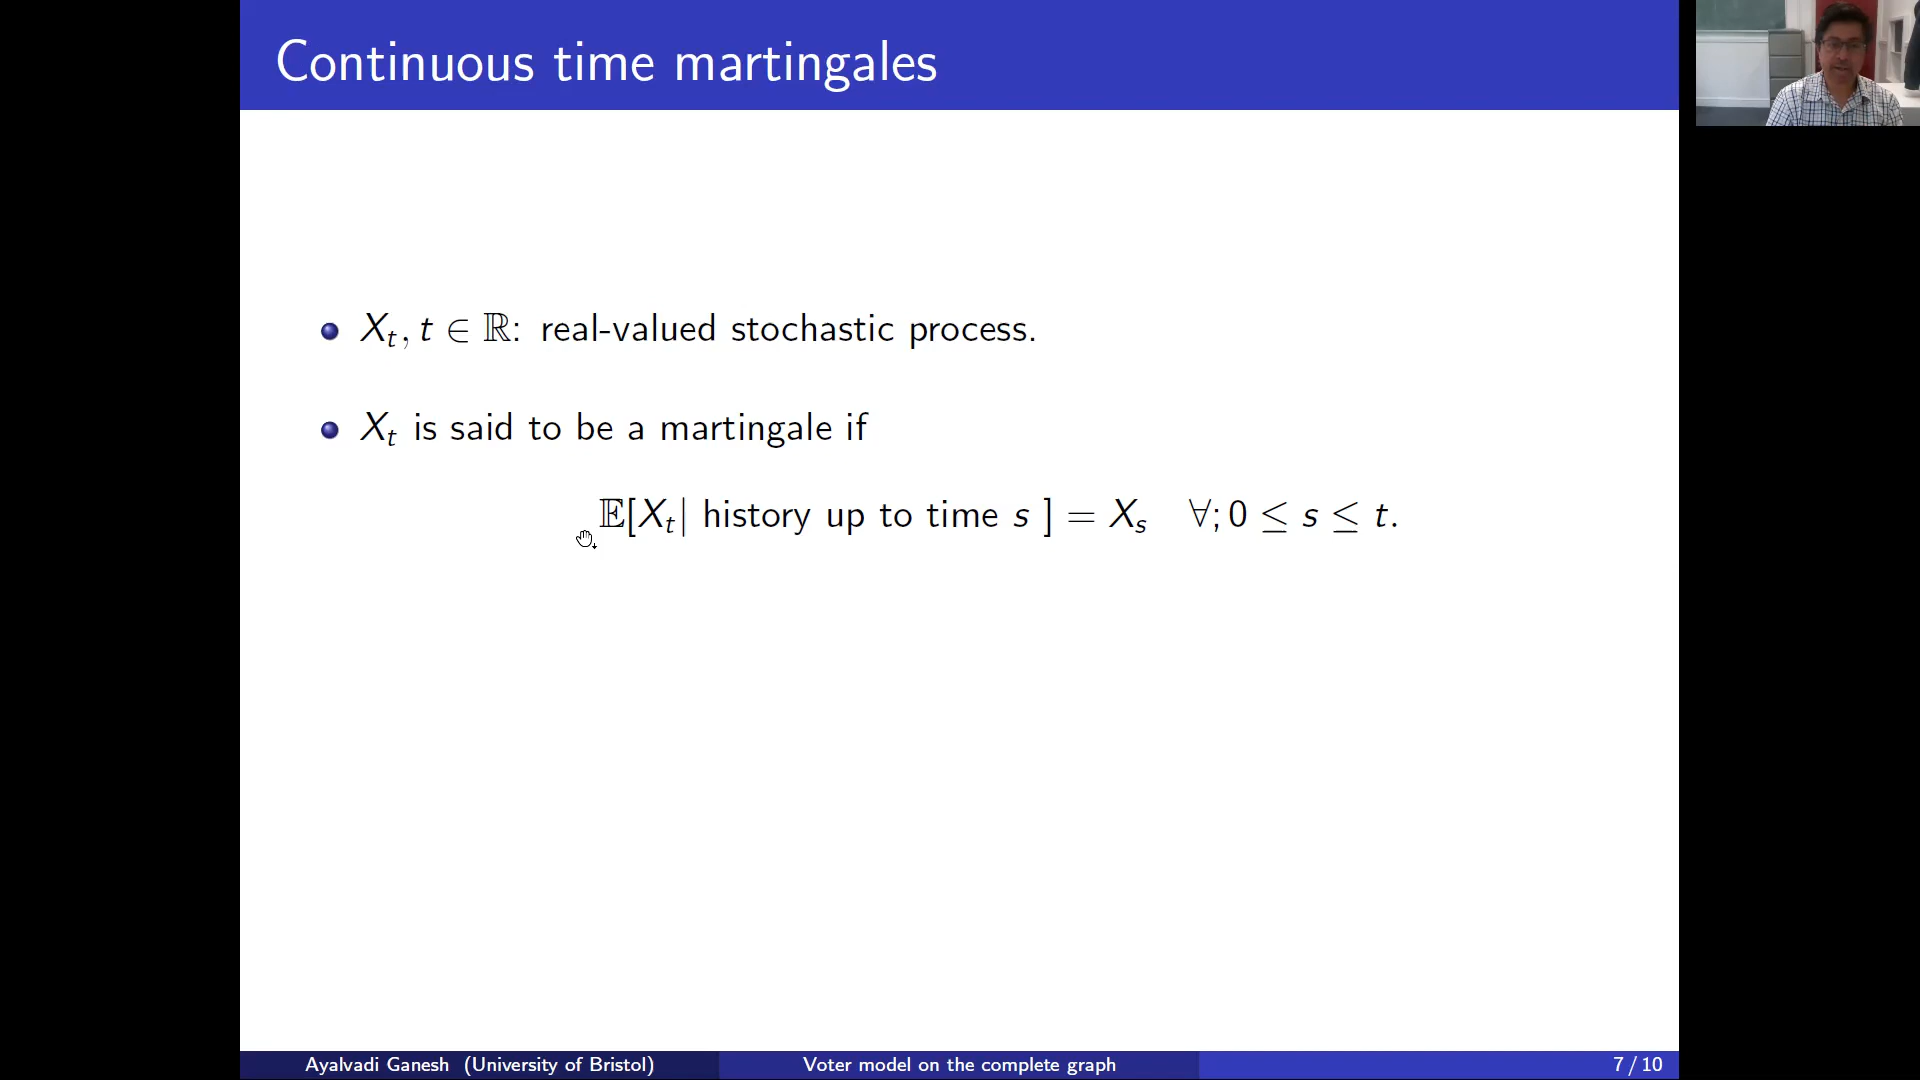 Continuous time martingales
X_t, t ∈ ℝ: real-valued stochastic process.
X_t is said to be a martingale if
𝔼[X_t| history up to time s ] = X_s ∀; 0 ≤ s ≤ t.
Ayalvadi Ganesh (University of Bristol) Voter model on the complete graph 7 / 10